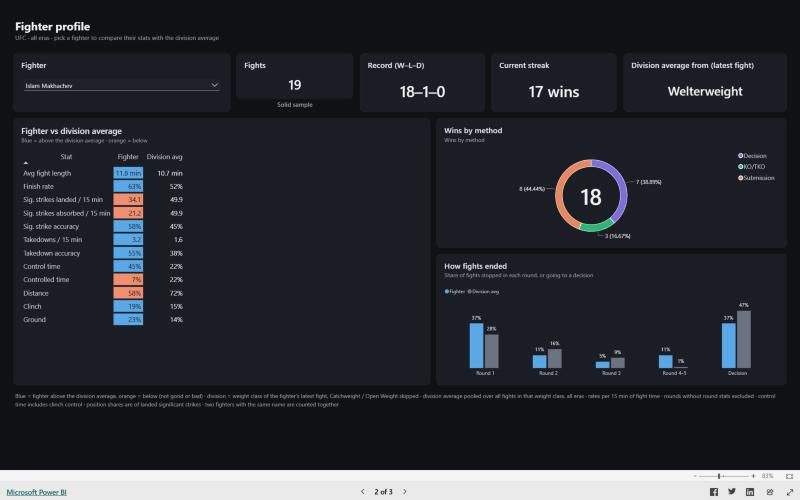 Fighter profile
UFC · all eras · pick a fighter to compare their stats with the division average
Fighter
Islam Makhachev
Fights
19
Solid sample
Record (W–L–D)
18–1–0
Current streak
17 wins
Division average from (latest fight)
Welterweight
Fighter vs division average
Blue = above the division average · orange = below
Stat Fighter Division avg
Avg fight length 11.6 min 10.7 min
Finish rate 63% 52%
Sig. strikes landed / 15 min 34.1 49.9
Sig. strikes absorbed / 15 min 21.2 49.9
Sig. strike accuracy 58% 45%
Takedowns / 15 min 3.2 1.6
Takedown accuracy 55% 38%
Control time 45% 22%
Controlled time 7% 22%
Distance 58% 72%
Clinch 19% 15%
Ground 23% 14%
Wins by method
Wins by method
Decision
KO/TKO
Submission
8 (44.44%)
7 (38.89%)
18
3 (16.67%)
How fights ended
Share of fights stopped in each round, or going to a decision
Fighter Division avg
37% 28% 11% 16% 5% 9% 11% 1% 37% 47%
Round 1 Round 2 Round 3 Round 4-5 Decision
Blue = fighter above the division average, orange = below (not good or bad) · division = weight class of the fighter's latest fight, Catchweight / Open Weight skipped · division average pooled over all fights in that weight class, all eras · rates per 15 min of fight time · rounds without round stats excluded · control
time includes clinch control · position shares are of landed significant strikes · two fighters with the same name are counted together
- + 83%
Microsoft Power BI
2 of 3